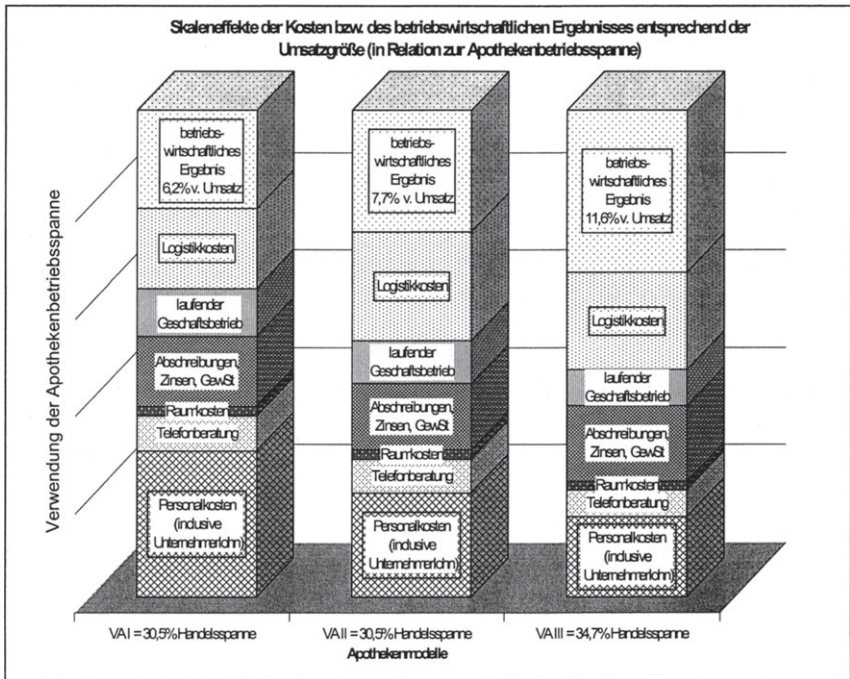 Skaleneffekte der Kosten bzw. des betriebswirtschaftlichen Ergebnisses entsprechend der
Umsatzgröße (in Relation zur Apothekenbetriebsspanne)
Verwendung der Apothekenbetriebsspanne
betriebs-
wirtschaftliches
Ergebnis
6,2% v. Umsatz
Logistikkosten
laufender
Geschaftsbetrieb
Abschreibungen,
Zinsen, GewSt
Raumkosten
Telefonberatung
Personalkosten
(inclusive
Unternehmerlohn)
betriebs-
wirtschaftliches
Ergebnis
7,7% v. Umsatz
Logistikkosten
laufender
Geschaftsbetrieb
Abschreibungen,
Zinsen, GewSt
Raumkosten
Telefonberatung
Personalkosten
(inclusive
Unternehmerlohn)
betriebs-
wirtschaftliches
Ergebnis
11,6% v. Umsatz
Logistikkosten
laufender
Geschaftsbetrieb
Abschreibungen,
Zinsen, GewSt
Raumkosten
Telefonberatung
Personalkosten
(inclusive
Unternehmerlohn)
VA I = 30,5% Handelsspanne
VA II = 30,5% Handelsspanne
VA III = 34,7% Handelsspanne
Apothekenmodelle